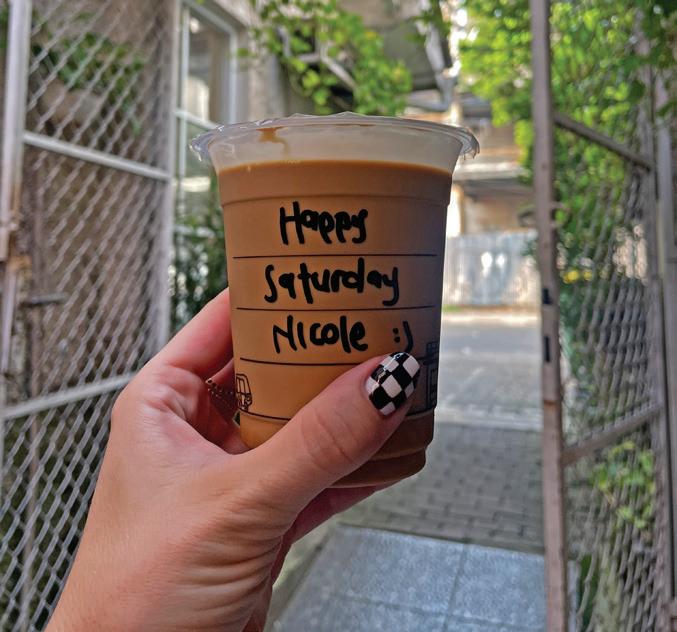 Happy
Saturday
Nicole :)